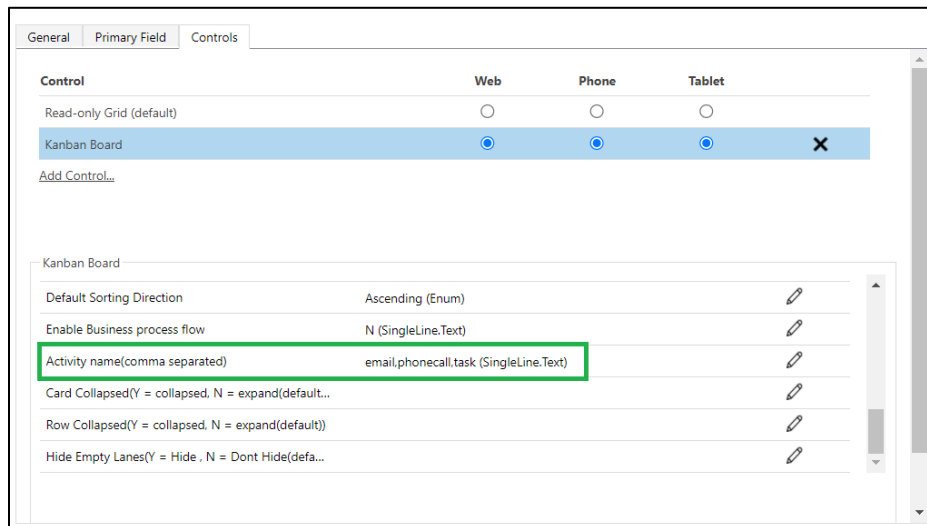 General Primary Field Controls
Control Web Phone Tablet
Read-only Grid (default)
Kanban Board
Add Control...
Kanban Board
Default Sorting Direction Ascending (Enum)
Enable Business process flow N (SingleLine.Text)
Activity name(comma separated) email,phonecall,task (SingleLine.Text)
Card Collapsed(Y = collapsed, N = expand(default...
Row Collapsed(Y = collapsed, N = expand(default))
Hide Empty Lanes(Y = Hide , N = Dont Hide(defa...